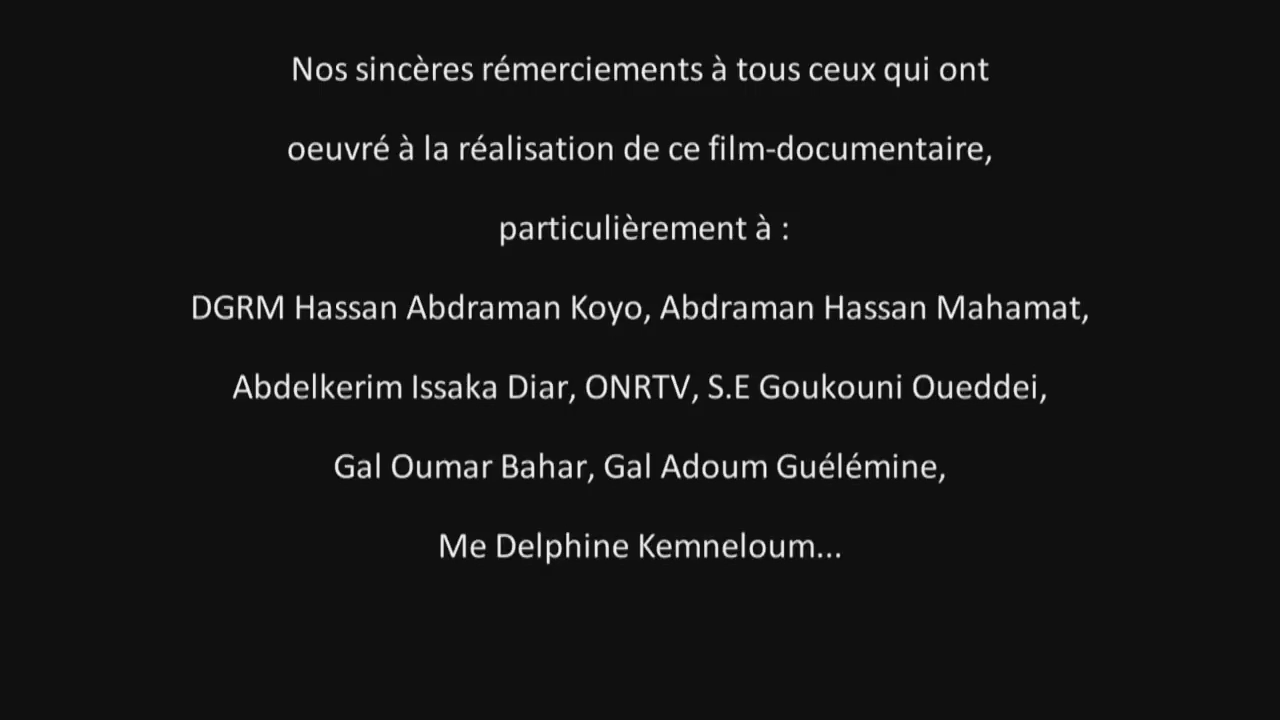 Nos sincères rémerciements à tous ceux qui ont
oeuvré à la réalisation de ce film-documentaire,
particulièrement à :
DGRM Hassan Abdraman Koyo, Abdraman Hassan Mahamat,
Abdelkerim Issaka Diar, ONRTV, S.E Goukouni Oueddei,
Gal Oumar Bahar, Gal Adoum Guélémine,
Me Delphine Kemneloum...